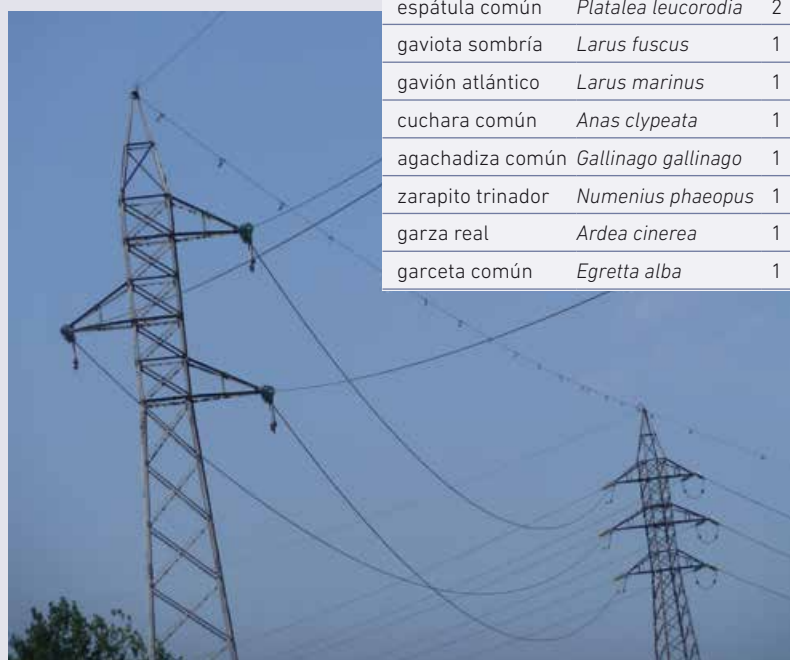 espátula común Platalea leucorodia 2
gaviota sombría Larus fuscus 1
gavión atlántico Larus marinus 1
cuchara común Anas clypeata 1
agachadiza común Gallinago gallinago 1
zarapito trinador Numenius phaeopus 1
garza real Ardea cinerea 1
garceta común Egretta alba 1